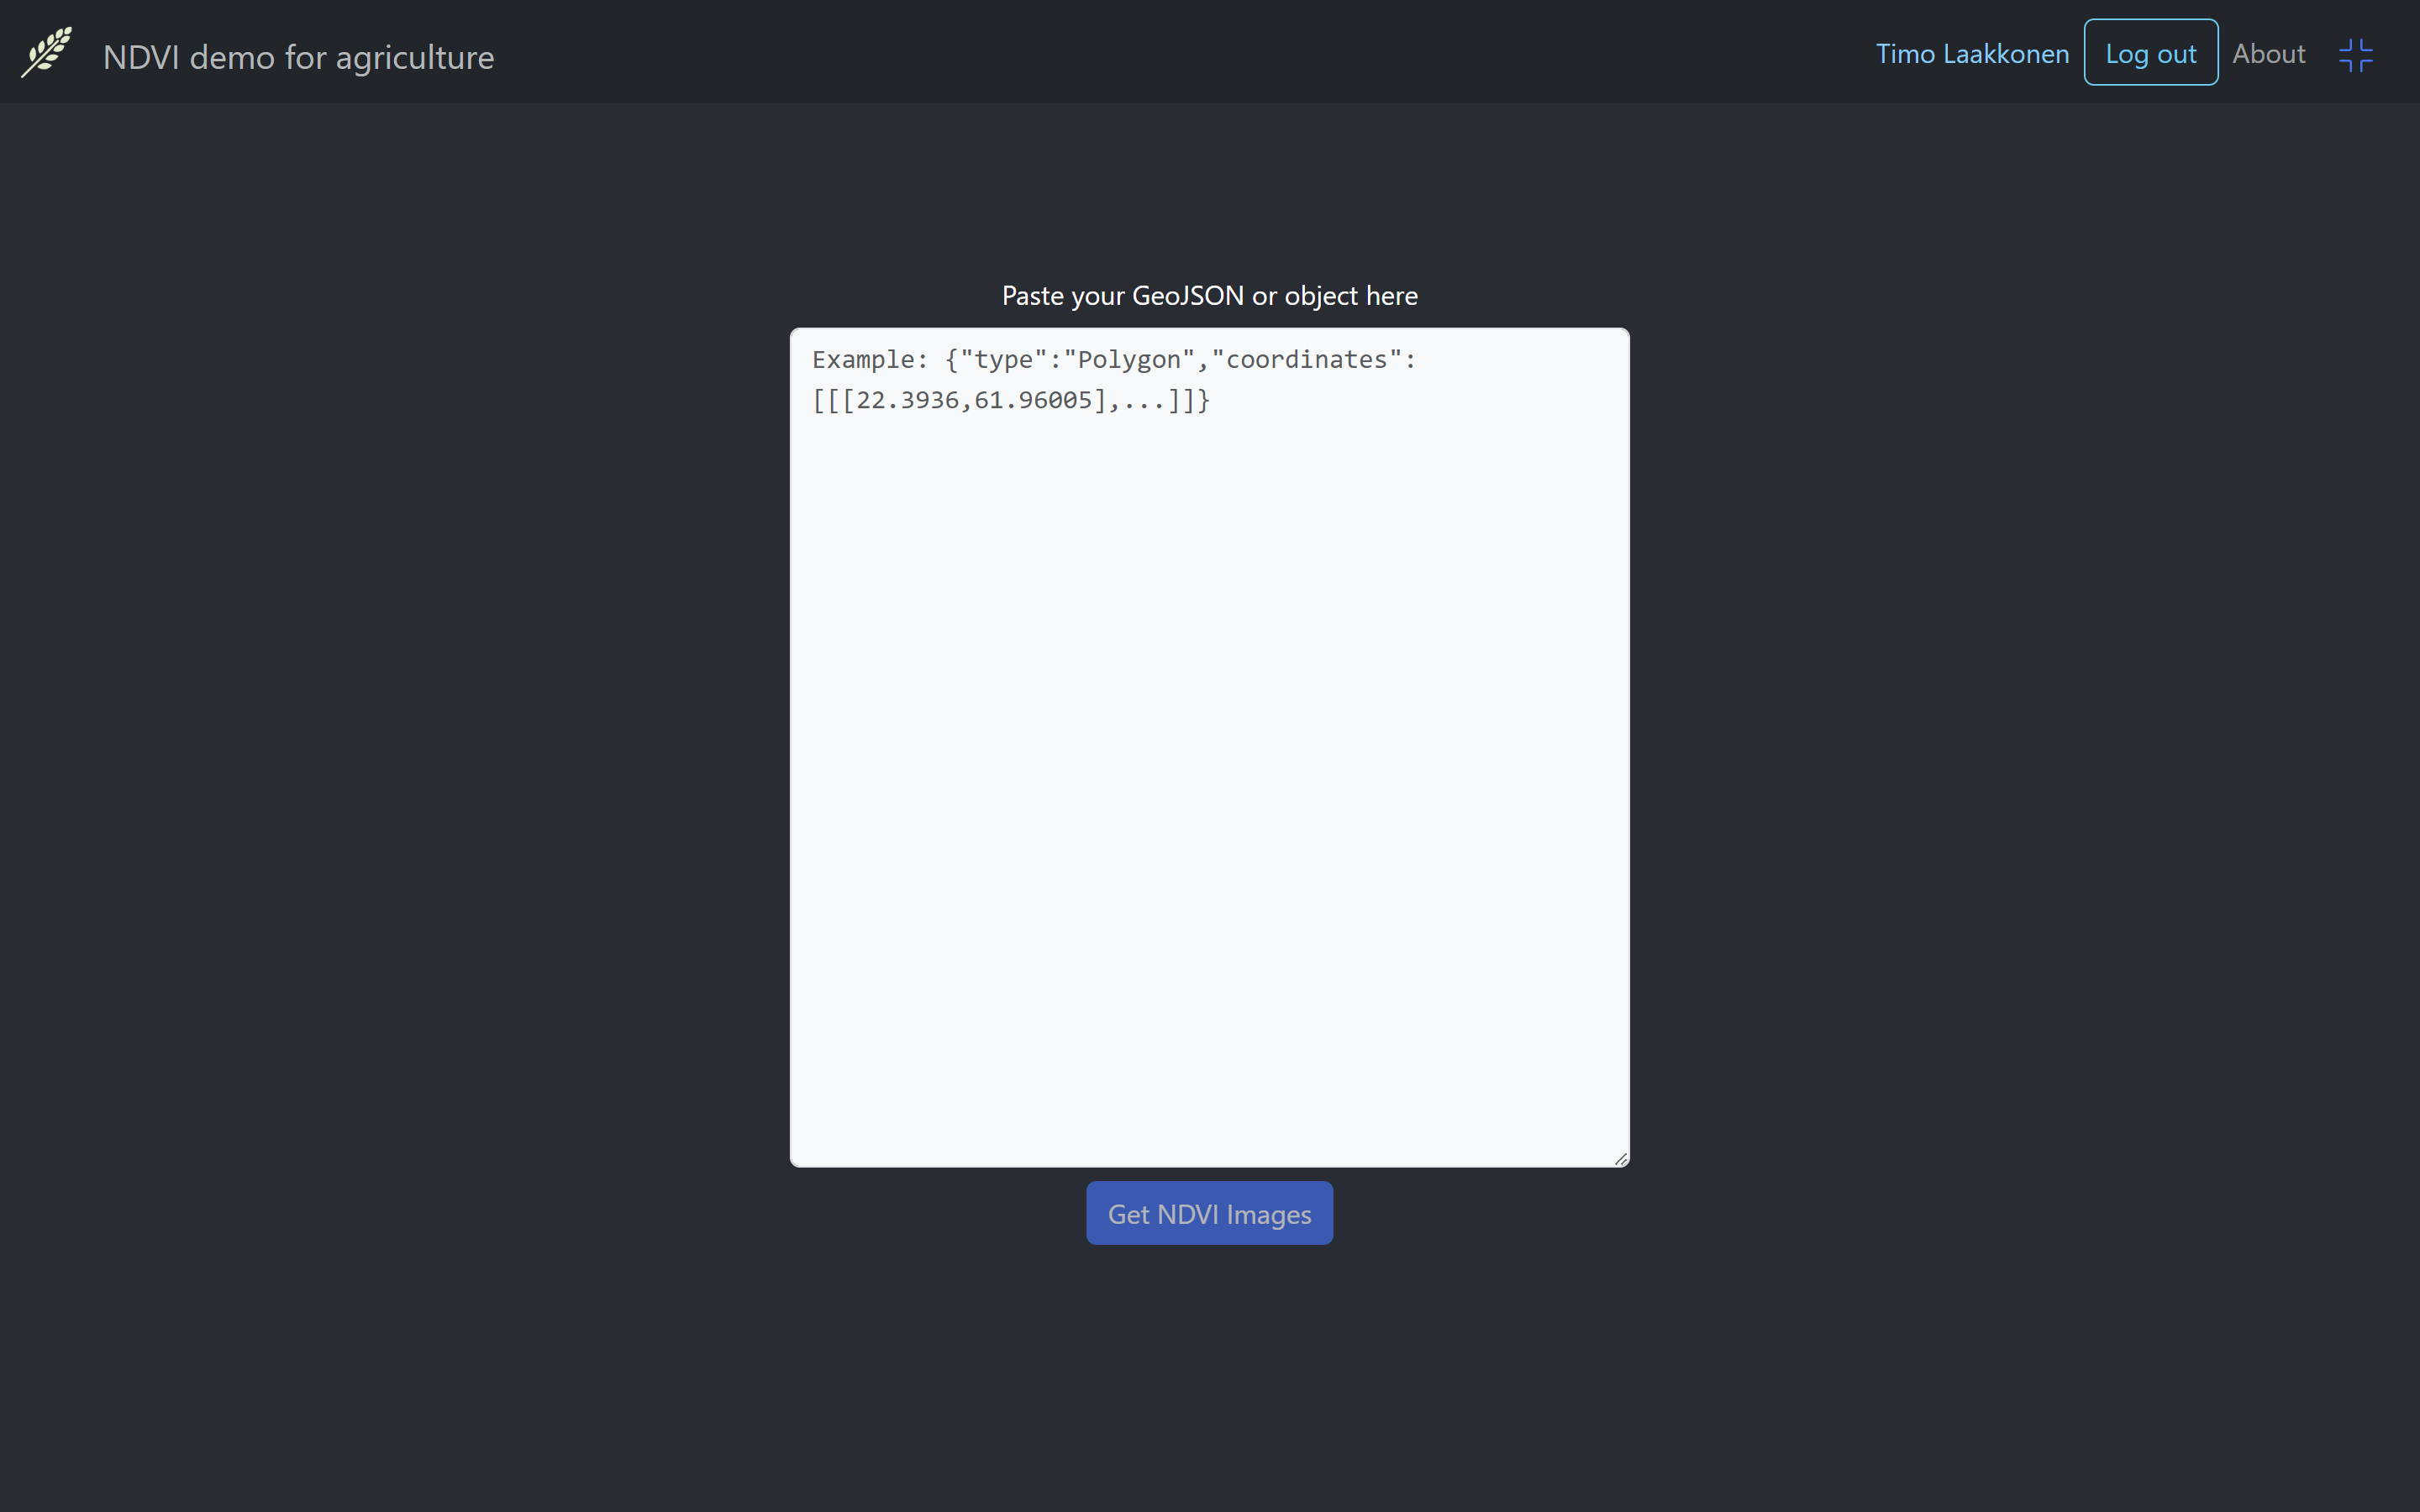 NDVI demo for agriculture
Timo Laakkonen
Log out
About
Paste your GeoJSON or object here
Example: {"type":"Polygon","coordinates":
[[[22.3936,61.96005],...]]}
Get NDVI Images